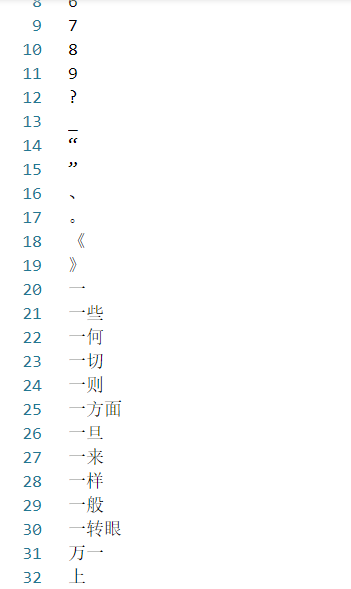 8 6
9 7
10 8
11 9
12 ?
13 _
14 “
15 ”
16 、
17 。
18 《
19 》
20 一
21 一些
22 一何
23 一切
24 一则
25 一方面
26 一旦
27 一来
28 一样
29 一般
30 一转眼
31 万一
32 上